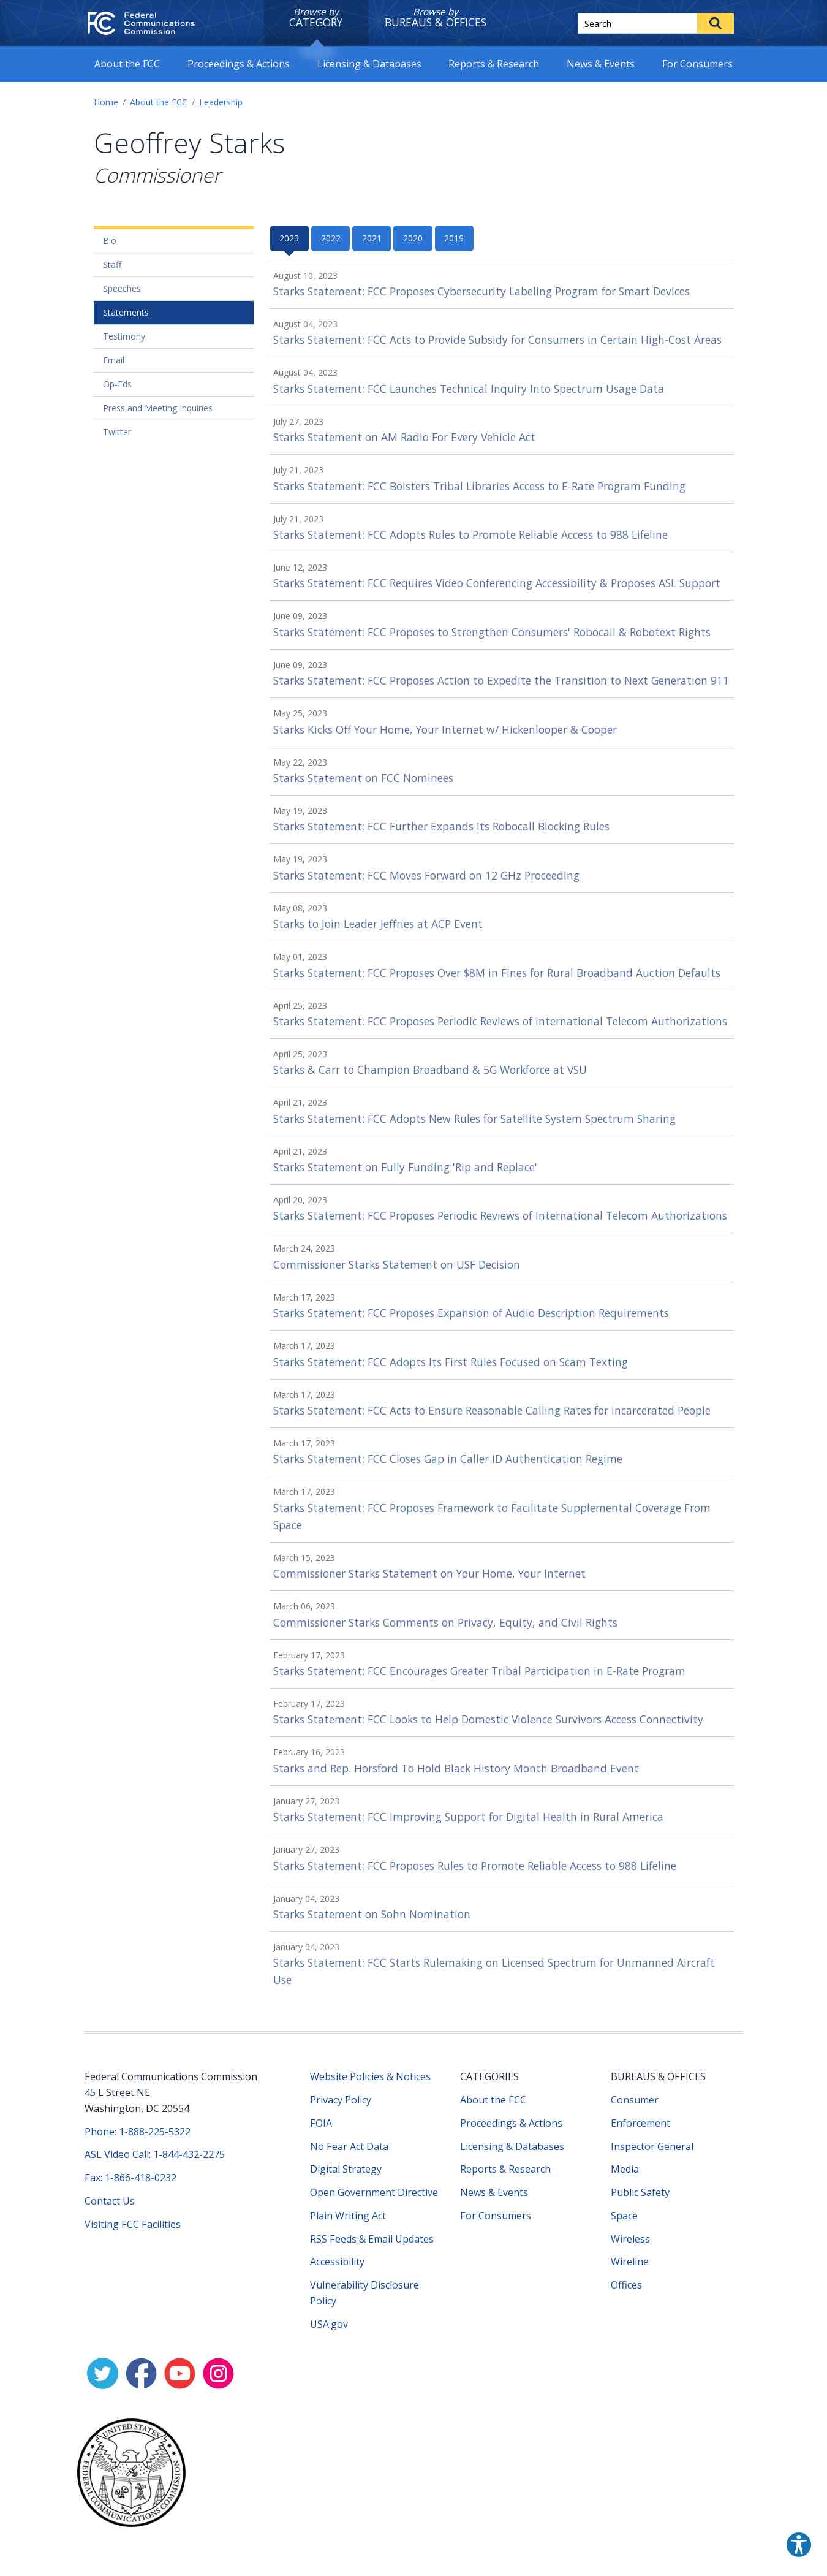 Federal
Communications
Commission
Browse by
CATEGORY
Browse by
BUREAUS & OFFICES
Search
About the FCC
Proceedings & Actions
Licensing & Databases
Reports & Research
News & Events
For Consumers
Home / About the FCC / Leadership
Geoffrey Starks
Commissioner
Bio
Staff
Speeches
Statements
Testimony
Email
Op-Eds
Press and Meeting Inquiries
Twitter
2023
2022
2021
2020
2019
August 10, 2023
Starks Statement: FCC Proposes Cybersecurity Labeling Program for Smart Devices
August 04, 2023
Starks Statement: FCC Acts to Provide Subsidy for Consumers in Certain High-Cost Areas
August 04, 2023
Starks Statement: FCC Launches Technical Inquiry Into Spectrum Usage Data
July 27, 2023
Starks Statement on AM Radio For Every Vehicle Act
July 21, 2023
Starks Statement: FCC Bolsters Tribal Libraries Access to E-Rate Program Funding
July 21, 2023
Starks Statement: FCC Adopts Rules to Promote Reliable Access to 988 Lifeline
June 12, 2023
Starks Statement: FCC Requires Video Conferencing Accessibility & Proposes ASL Support
June 09, 2023
Starks Statement: FCC Proposes to Strengthen Consumers' Robocall & Robotext Rights
June 09, 2023
Starks Statement: FCC Proposes Action to Expedite the Transition to Next Generation 911
May 25, 2023
Starks Kicks Off Your Home, Your Internet w/ Hickenlooper & Cooper
May 22, 2023
Starks Statement on FCC Nominees
May 19, 2023
Starks Statement: FCC Further Expands Its Robocall Blocking Rules
May 19, 2023
Starks Statement: FCC Moves Forward on 12 GHz Proceeding
May 08, 2023
Starks to Join Leader Jeffries at ACP Event
May 01, 2023
Starks Statement: FCC Proposes Over $8M in Fines for Rural Broadband Auction Defaults
April 25, 2023
Starks Statement: FCC Proposes Periodic Reviews of International Telecom Authorizations
April 25, 2023
Starks & Carr to Champion Broadband & 5G Workforce at VSU
April 21, 2023
Starks Statement: FCC Adopts New Rules for Satellite System Spectrum Sharing
April 21, 2023
Starks Statement on Fully Funding 'Rip and Replace'
April 20, 2023
Starks Statement: FCC Proposes Periodic Reviews of International Telecom Authorizations
March 24, 2023
Commissioner Starks Statement on USF Decision
March 17, 2023
Starks Statement: FCC Proposes Expansion of Audio Description Requirements
March 17, 2023
Starks Statement: FCC Adopts Its First Rules Focused on Scam Texting
March 17, 2023
Starks Statement: FCC Acts to Ensure Reasonable Calling Rates for Incarcerated People
March 17, 2023
Starks Statement: FCC Closes Gap in Caller ID Authentication Regime
March 17, 2023
Starks Statement: FCC Proposes Framework to Facilitate Supplemental Coverage From
Space
March 15, 2023
Commissioner Starks Statement on Your Home, Your Internet
March 06, 2023
Commissioner Starks Comments on Privacy, Equity, and Civil Rights
February 17, 2023
Starks Statement: FCC Encourages Greater Tribal Participation in E-Rate Program
February 17, 2023
Starks Statement: FCC Looks to Help Domestic Violence Survivors Access Connectivity
February 16, 2023
Starks and Rep. Horsford To Hold Black History Month Broadband Event
January 27, 2023
Starks Statement: FCC Improving Support for Digital Health in Rural America
January 27, 2023
Starks Statement: FCC Proposes Rules to Promote Reliable Access to 988 Lifeline
January 04, 2023
Starks Statement on Sohn Nomination
January 04, 2023
Starks Statement: FCC Starts Rulemaking on Licensed Spectrum for Unmanned Aircraft
Use
Federal Communications Commission
45 L Street NE
Washington, DC 20554
Phone: 1-888-225-5322
ASL Video Call: 1-844-432-2275
Fax: 1-866-418-0232
Contact Us
Visiting FCC Facilities
Website Policies & Notices
Privacy Policy
FOIA
No Fear Act Data
Digital Strategy
Open Government Directive
Plain Writing Act
RSS Feeds & Email Updates
Accessibility
Vulnerability Disclosure
Policy
USA.gov
CATEGORIES
About the FCC
Proceedings & Actions
Licensing & Databases
Reports & Research
News & Events
For Consumers
BUREAUS & OFFICES
Consumer
Enforcement
Inspector General
Media
Public Safety
Space
Wireless
Wireline
Offices
UNITED STATES
FEDERAL COMMUNICATIONS COMMISSION